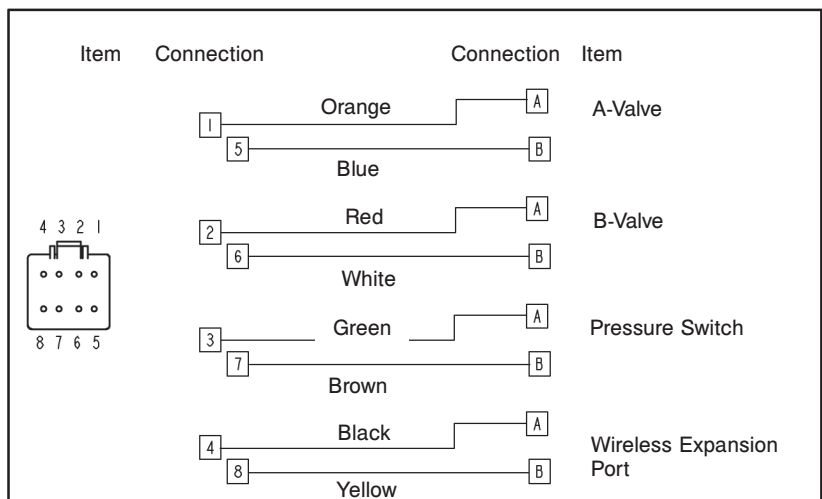 Item Connection Connection Item
Orange A A-Valve
1
5 B
Blue
Red A B-Valve
2
6 B
White
4 3 2 1
8 7 6 5
Green A Pressure Switch
3
7 B
Brown
Black A
4 Wireless Expansion
8 B Port
Yellow